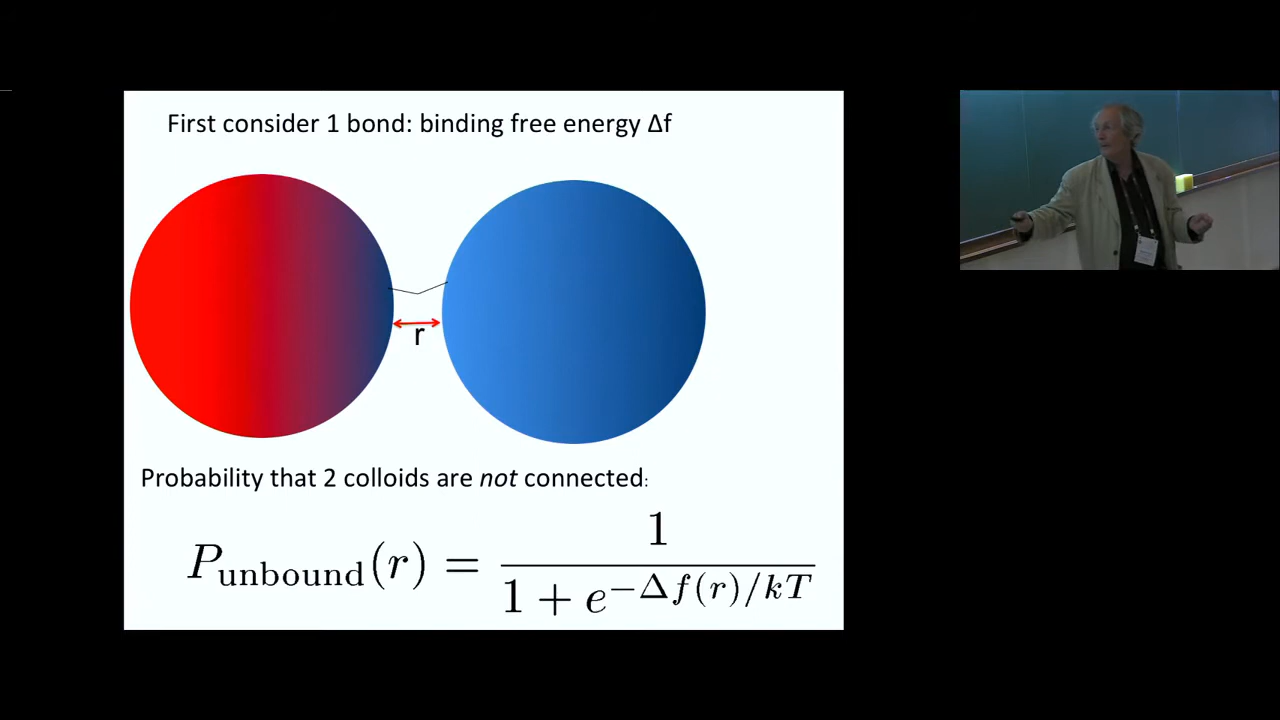 First consider 1 bond: binding free energy Δf
r
Probability that 2 colloids are not connected:
P_unbound(r) = 1 / (1 + e^{-Δf(r)/kT})